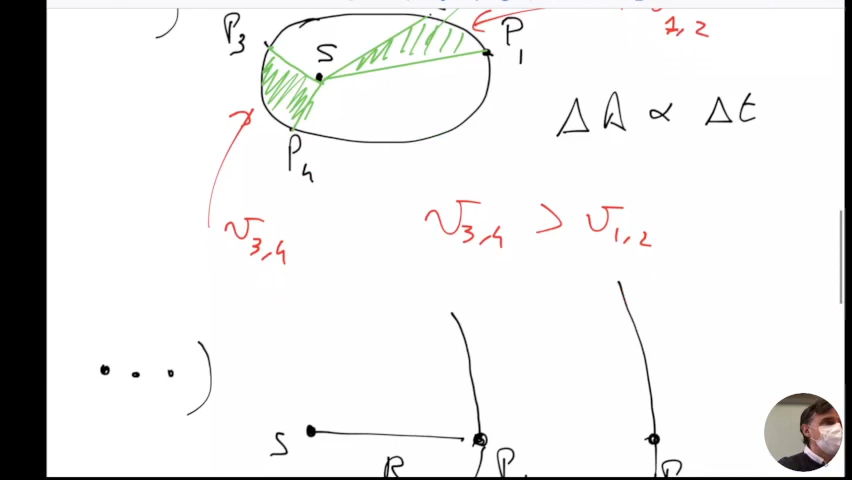 P3
S
P1
1,2
ΔA ∝ Δt
P4
v3,4
v3,4 > v1,2
...)
S